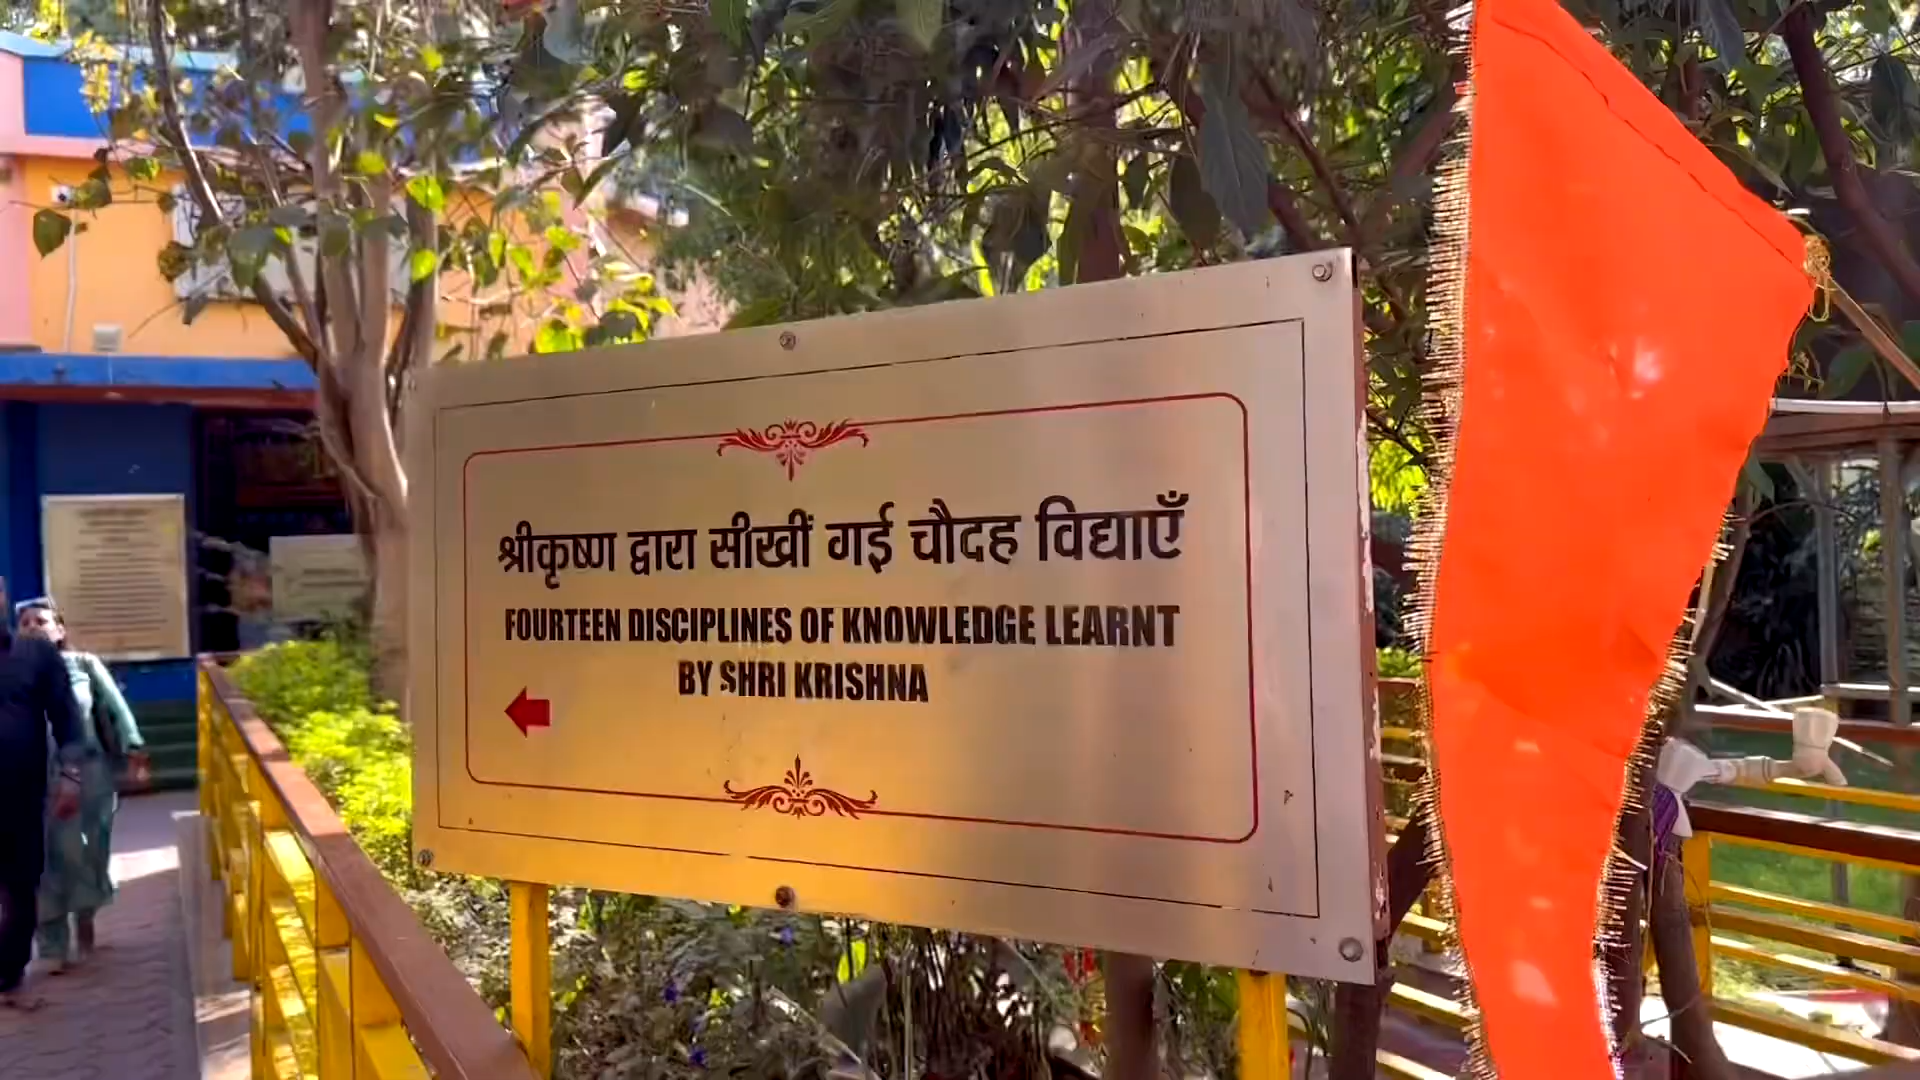 श्रीकृष्ण द्वारा सीखीं गई चौदह विद्याएँ
FOURTEEN DISCIPLINES OF KNOWLEDGE LEARNT
BY SHRI KRISHNA